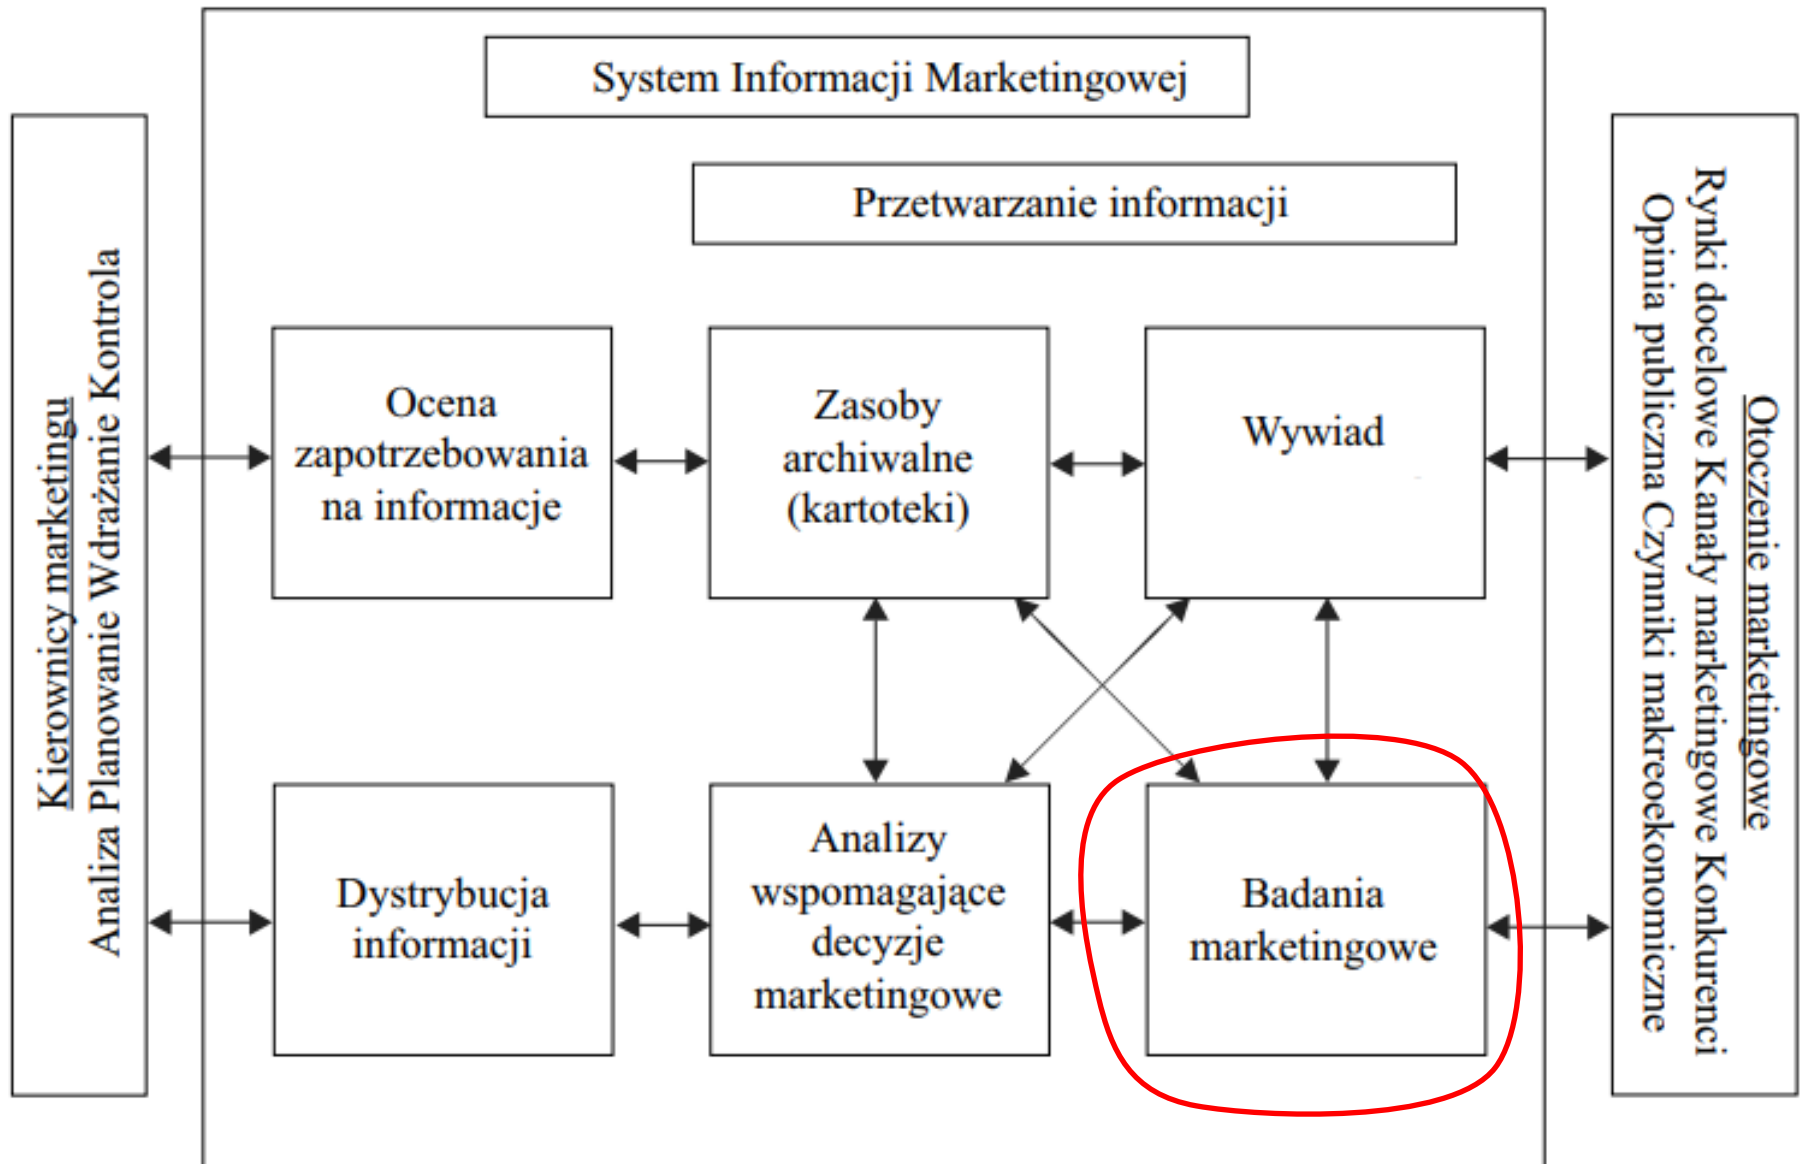 System Informacji Marketingowej
Przetwarzanie informacji
Kierownicy marketingu
Analiza Planowanie Wdrażanie Kontrola
Ocena
zapotrzebowania
na informacje
Zasoby
archiwalne
(kartoteki)
Wywiad
Dystrybucja
informacji
Analizy
wspomagające
decyzje
marketingowe
Badania
marketingowe
Otoczenie marketingowe
Rynki docelowe Kanały marketingowe Konkurenci
Opinia publiczna Czynniki makreoekonomiczne